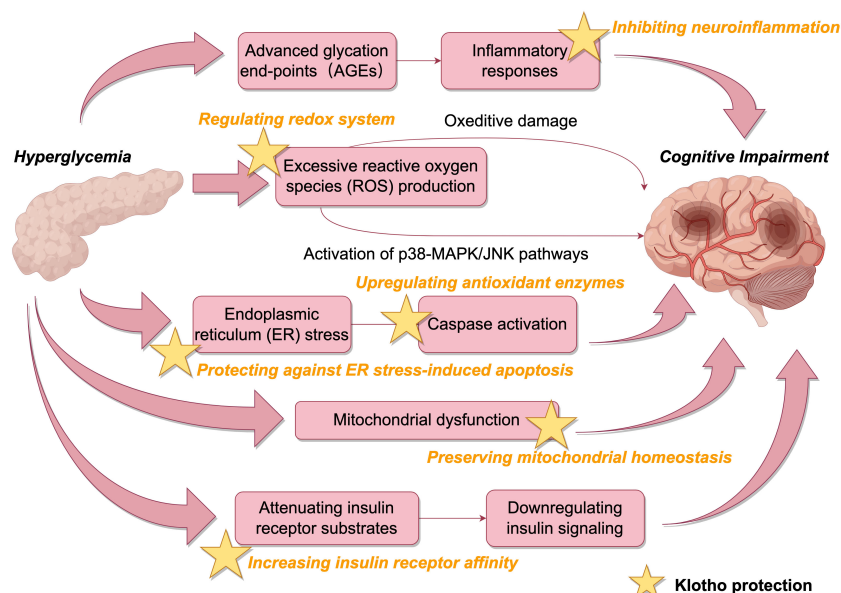 Inhibiting neuroinflammation
Advanced glycation
end-points（AGEs）
Inflammatory
responses
Regulating redox system
Oxeditive damage
Hyperglycemia
Cognitive Impairment
Excessive reactive oxygen
species (ROS) production
Activation of p38-MAPK/JNK pathways
Upregulating antioxidant enzymes
Endoplasmic
reticulum (ER) stress
Caspase activation
Protecting against ER stress-induced apoptosis
Mitochondrial dysfunction
Preserving mitochondrial homeostasis
Attenuating insulin
receptor substrates
Downregulating
insulin signaling
Increasing insulin receptor affinity
Klotho protection